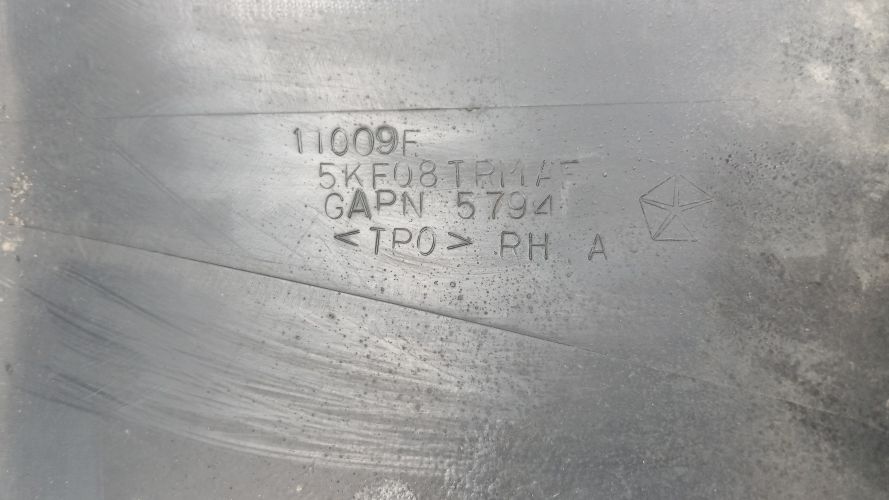 11009F
5KF08TRMAF
GAPN 5794
<TPO> RH A